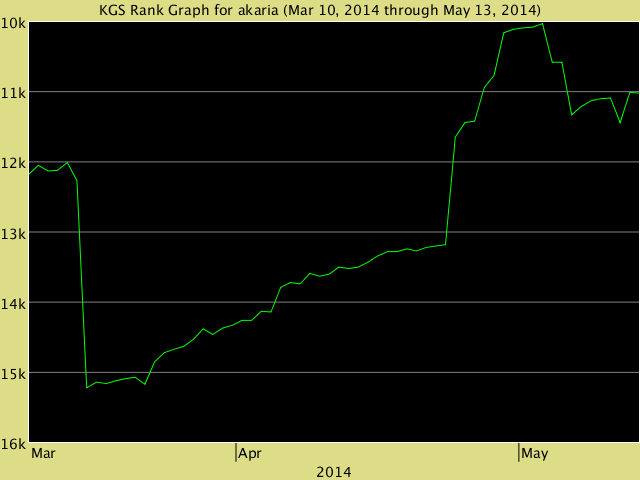 KGS Rank Graph for akaria (Mar 10, 2014 through May 13, 2014)
10k
11k
12k
13k
14k
15k
16k
Mar Apr May
2014